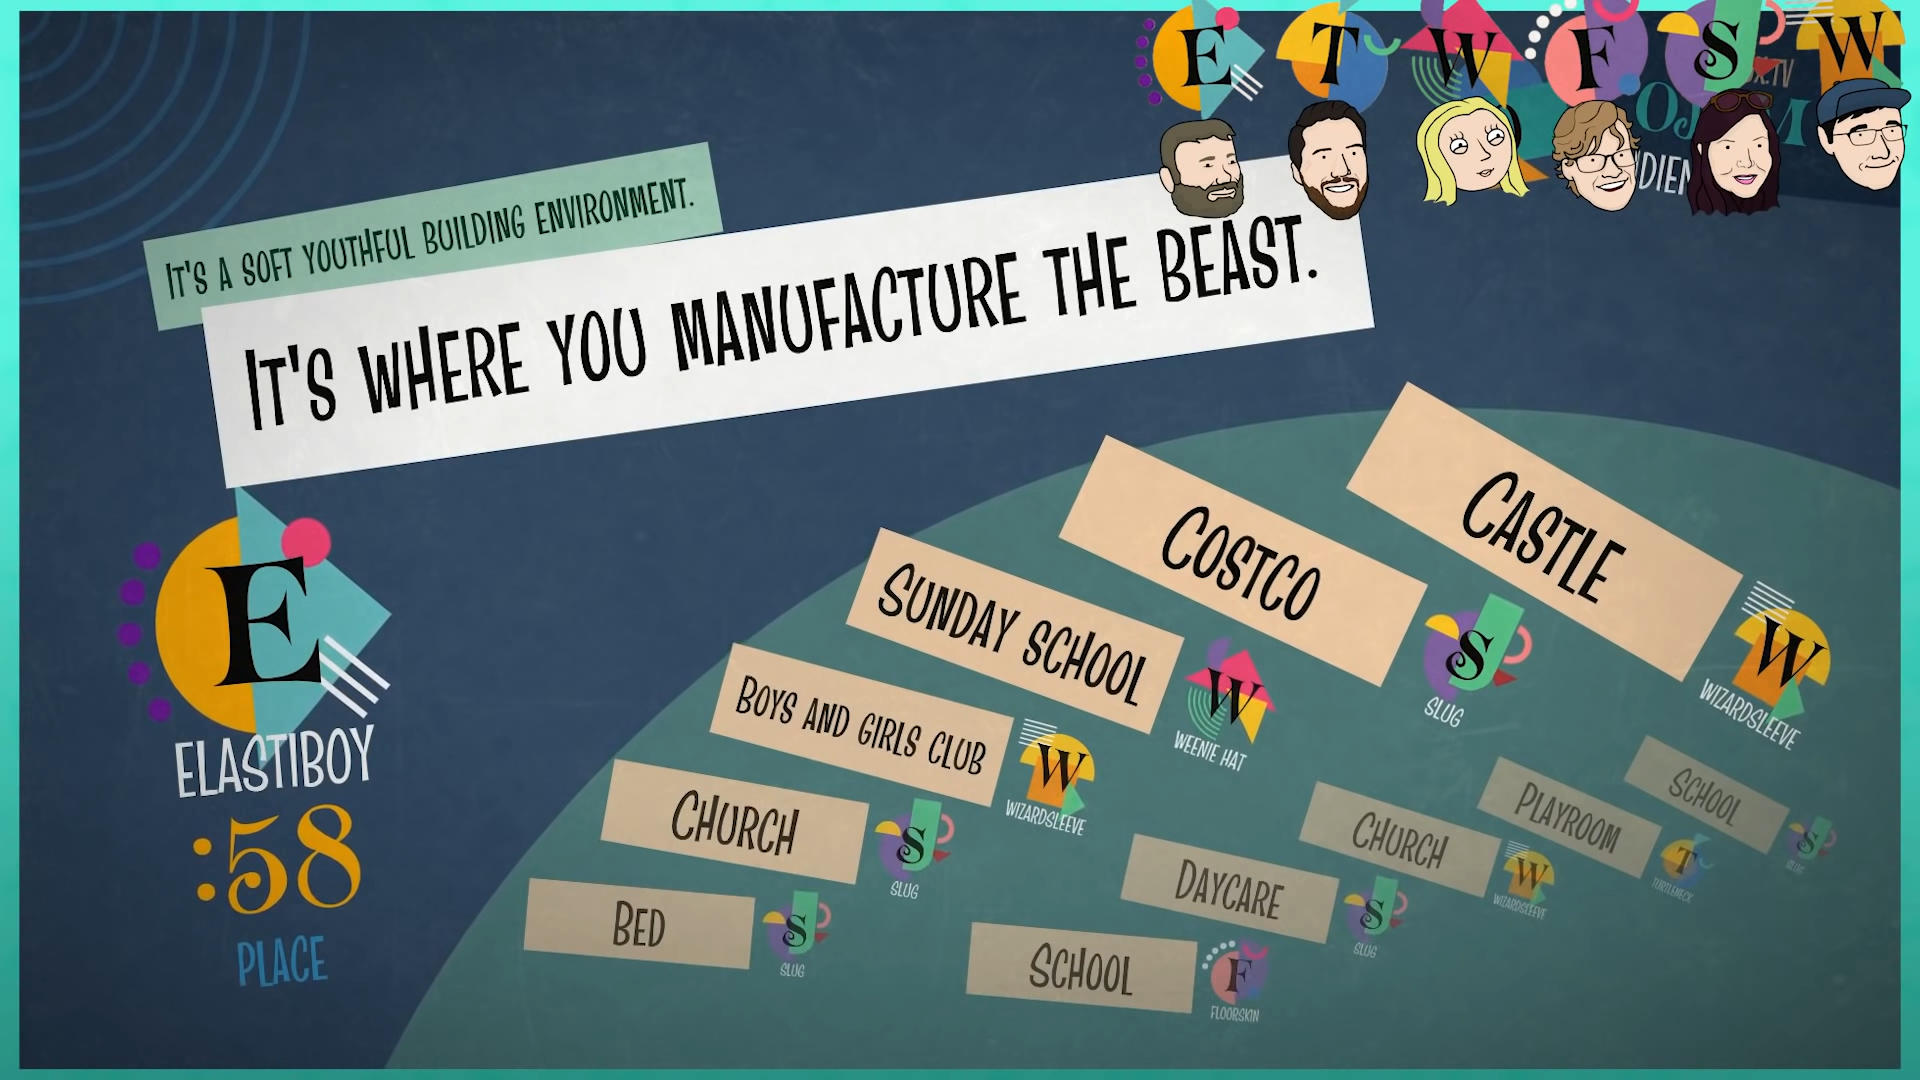 E T W F S W
IT'S A SOFT YOUTHFUL BUILDING ENVIRONMENT.
IT'S WHERE YOU MANUFACTURE THE BEAST.
E
ELASTIBOY
:58
PLACE
CASTLE
W
WIZARDSLEEVE
COSTCO
S
SLUG
SUNDAY SCHOOL
W
WEENIE HAT
BOYS AND GIRLS CLUB
W
WIZARDSLEEVE
CHURCH
S
SLUG
BED
S
SLUG
SCHOOL
S
SLUG
PLAYROOM
T
TURTLENECK
CHURCH
W
WIZARDSLEEVE
DAYCARE
S
SLUG
SCHOOL
F
FLOORSKIN